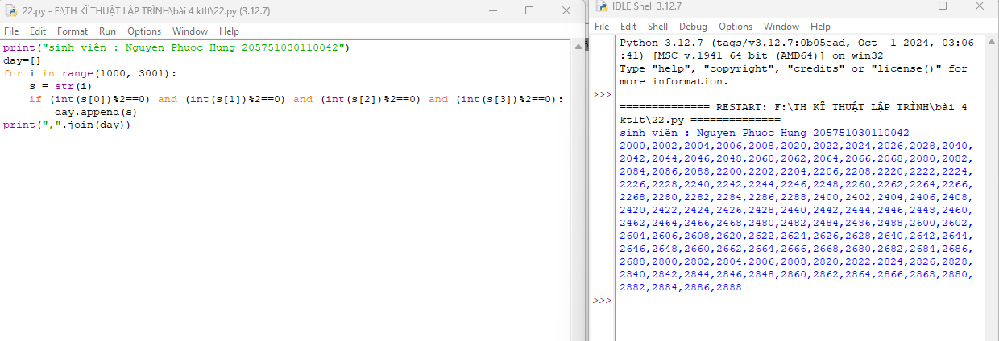 22.py - F:\TH KĨ THUẬT LẬP TRÌNH\bài 4 ktlt\22.py (3.12.7)
File Edit Format Run Options Window Help
print("sinh viên : Nguyen Phuoc Hung 205751030110042")
day=[]
for i in range(1000, 3001):
    s = str(i)
    if (int(s[0])%2==0) and (int(s[1])%2==0) and (int(s[2])%2==0) and (int(s[3])%2==0):
        day.append(s)
print(",".join(day))
IDLE Shell 3.12.7
File Edit Shell Debug Options Window Help
Python 3.12.7 (tags/v3.12.7:0b05ead, Oct  1 2024, 03:06
:41) [MSC v.1941 64 bit (AMD64)] on win32
Type "help", "copyright", "credits" or "license()" for
more information.
>>>
============== RESTART: F:\TH KĨ THUẬT LẬP TRÌNH\bài 4
ktlt\22.py ==============
sinh viên : Nguyen Phuoc Hung 205751030110042
2000,2002,2004,2006,2008,2020,2022,2024,2026,2028,2040,
2042,2044,2046,2048,2060,2062,2064,2066,2068,2080,2082,
2084,2086,2088,2200,2202,2204,2206,2208,2220,2222,2224,
2226,2228,2240,2242,2244,2246,2248,2260,2262,2264,2266,
2268,2280,2282,2284,2286,2288,2400,2402,2404,2406,2408,
2420,2422,2424,2426,2428,2440,2442,2444,2446,2448,2460,
2462,2464,2466,2468,2480,2482,2484,2486,2488,2600,2602,
2604,2606,2608,2620,2622,2624,2626,2628,2640,2642,2644,
2646,2648,2660,2662,2664,2666,2668,2680,2682,2684,2686,
2688,2800,2802,2804,2806,2808,2820,2822,2824,2826,2828,
2840,2842,2844,2846,2848,2860,2862,2864,2866,2868,2880,
2882,2884,2886,2888
>>>